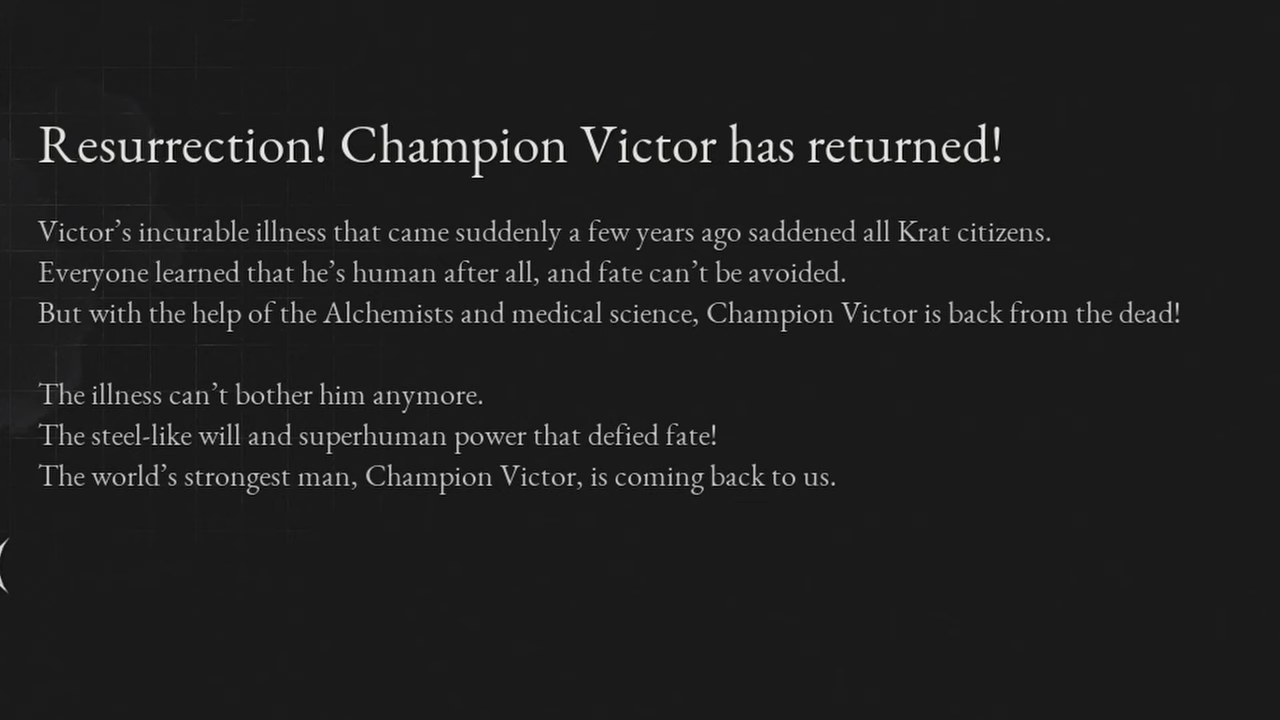 Resurrection! Champion Victor has returned!
Victor’s incurable illness that came suddenly a few years ago saddened all Krat citizens.
Everyone learned that he’s human after all, and fate can’t be avoided.
But with the help of the Alchemists and medical science, Champion Victor is back from the dead!
The illness can’t bother him anymore.
The steel-like will and superhuman power that defied fate!
The world’s strongest man, Champion Victor, is coming back to us.